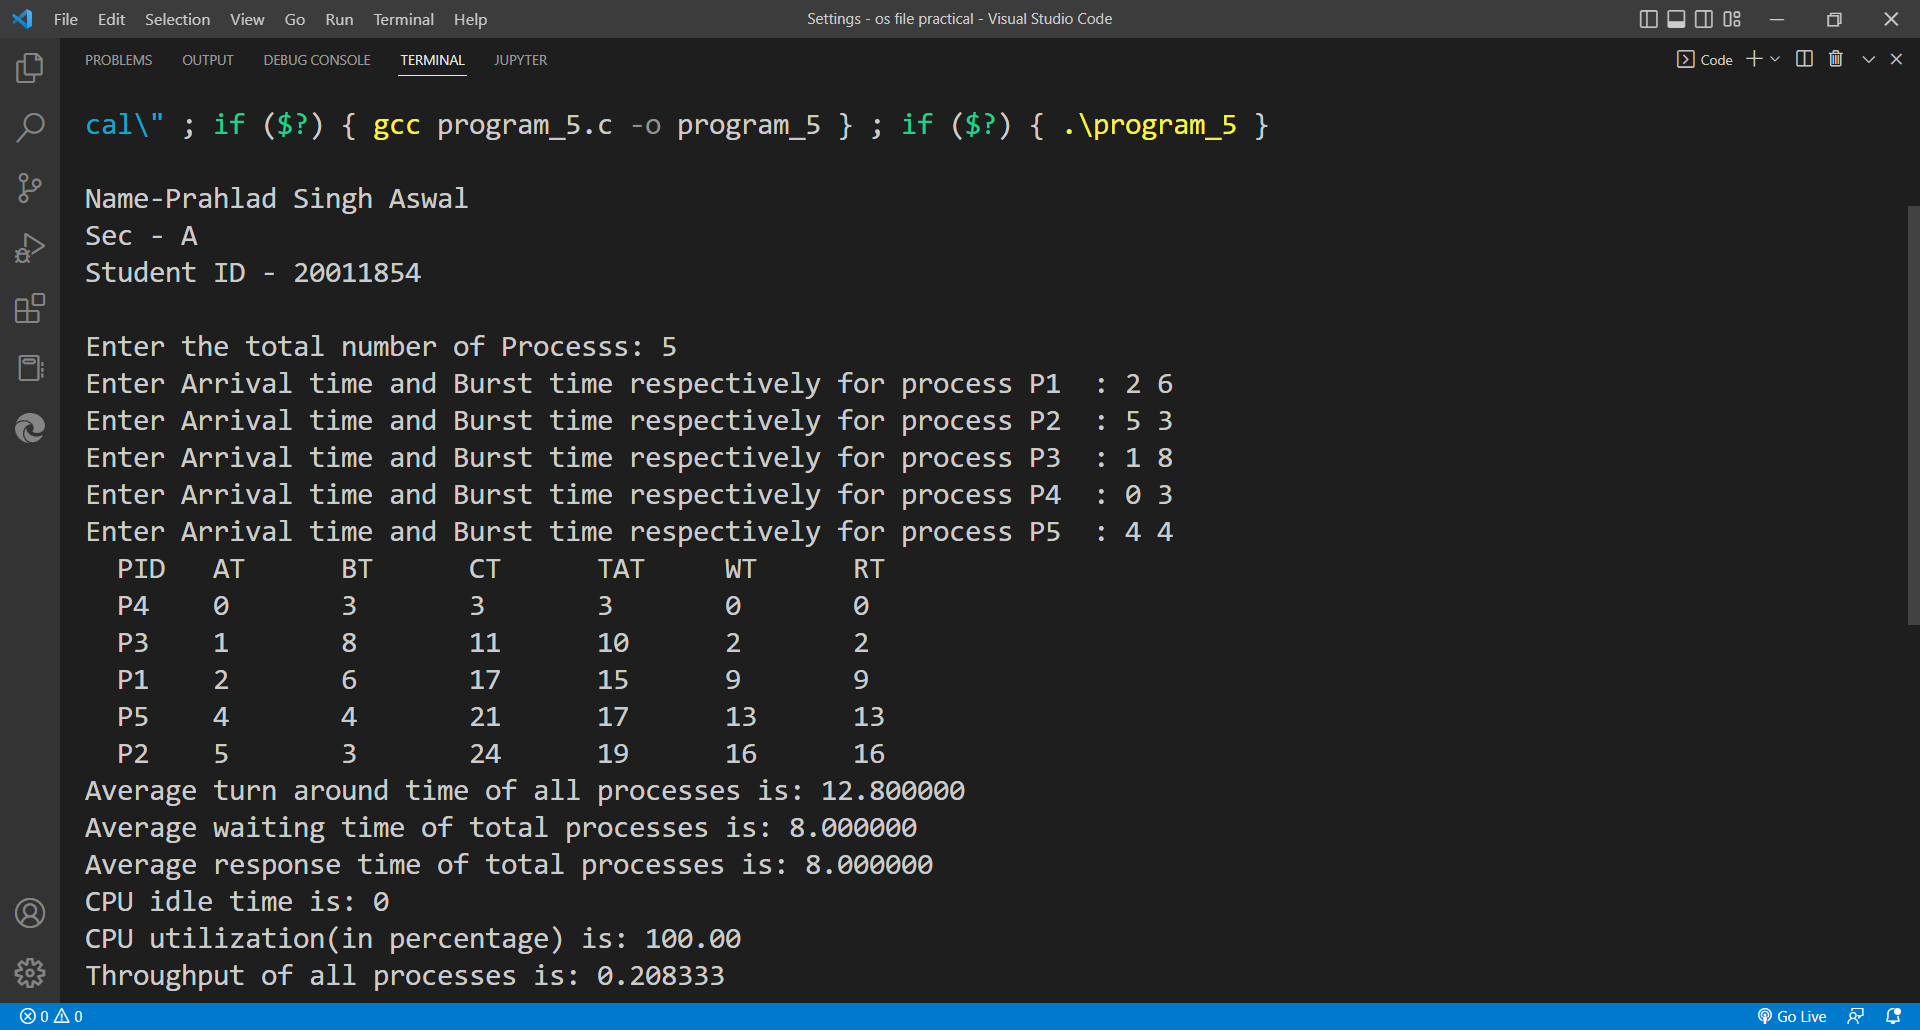 File Edit Selection View Go Run Terminal Help Settings - os file practical - Visual Studio Code
PROBLEMS OUTPUT DEBUG CONSOLE TERMINAL JUPYTER Code
cal\" ; if ($?) { gcc program_5.c -o program_5 } ; if ($?) { .\program_5 }
Name-Prahlad Singh Aswal
Sec - A
Student ID - 20011854
Enter the total number of Processs: 5
Enter Arrival time and Burst time respectively for process P1  : 2 6
Enter Arrival time and Burst time respectively for process P2  : 5 3
Enter Arrival time and Burst time respectively for process P3  : 1 8
Enter Arrival time and Burst time respectively for process P4  : 0 3
Enter Arrival time and Burst time respectively for process P5  : 4 4
PID AT BT CT TAT WT RT
P4 0 3 3 3 0 0
P3 1 8 11 10 2 2
P1 2 6 17 15 9 9
P5 4 4 21 17 13 13
P2 5 3 24 19 16 16
Average turn around time of all processes is: 12.800000
Average waiting time of total processes is: 8.000000
Average response time of total processes is: 8.000000
CPU idle time is: 0
CPU utilization(in percentage) is: 100.00
Throughput of all processes is: 0.208333
0 0 Go Live